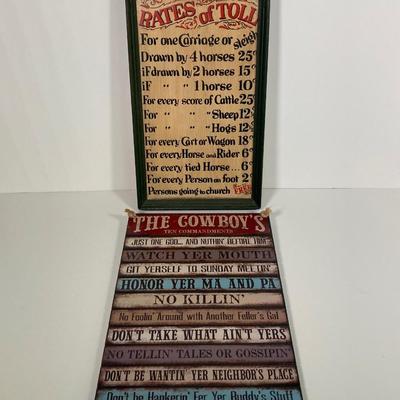 RATES of TOLL
For one Carriage or sleigh
Drawn by 4 horses 25¢
iF drawn by 2 horses 15¢
iF " " 1 horse 10¢
For every score of Cattle 25¢
For " " " Sheep 12½
For " " " Hogs 12½
For every Cart or Wagon 18¢
For every Horse and Rider 6¢
For every tied Horse... 6¢
For every Person on foot 2¢
Persons going to church FREE
THE COWBOY'S
TEN COMMANDMENTS
JUST ONE GOD... AND NUTHIN' BEFORE HIM
WATCH YER MOUTH
GIT YERSELF TO SUNDAY MEETIN'
HONOR YER MA AND PA
NO KILLIN'
No Foolin' Around with Another Feller's Gal
DON'T TAKE WHAT AIN'T YERS
NO TELLIN' TALES OR GOSSIPIN'
DON'T BE WANTIN' YER NEIGHBOR'S PLACE
Don't be Hankerin' Fer Yer Buddy's Stuff